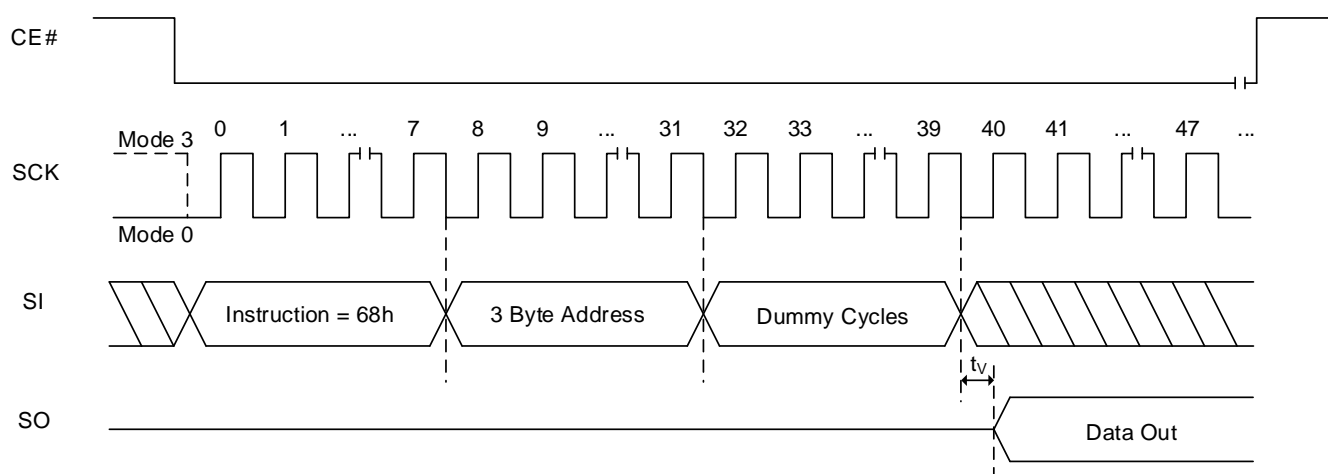 CE#
Mode 3 0 1 ... 7 8 9 ... 31 32 33 ... 39 40 41 ... 47 ...
SCK
Mode 0
SI Instruction = 68h 3 Byte Address Dummy Cycles
tV
SO Data Out